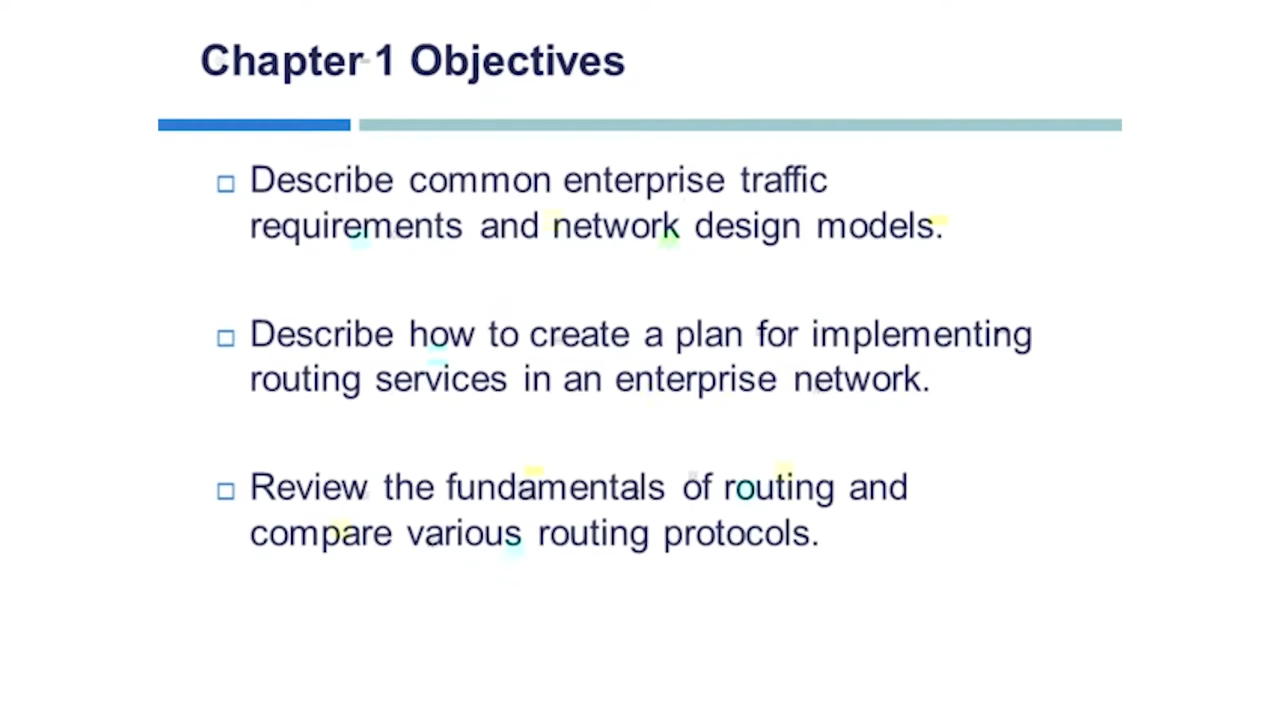 Chapter 1 Objectives
Describe common enterprise traffic
requirements and network design models.
Describe how to create a plan for implementing
routing services in an enterprise network.
Review the fundamentals of routing and
compare various routing protocols.